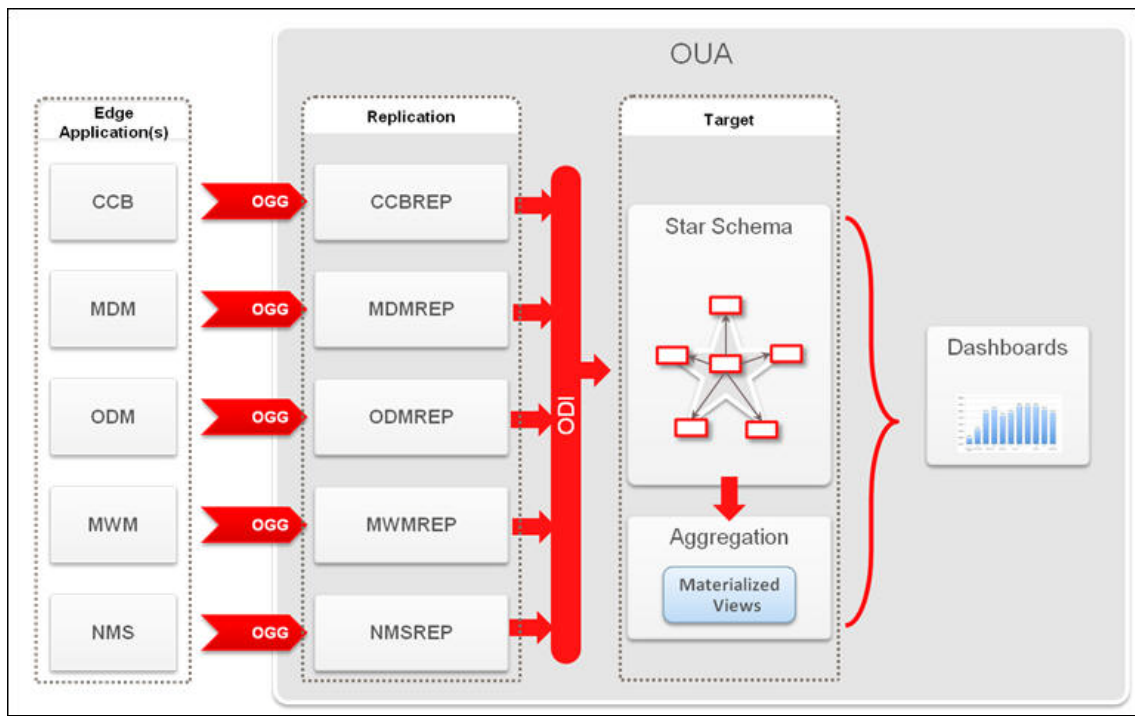 OUA
Edge
Application(s)
Replication
Target
CCB
OGG
CCBREP
MDM
OGG
MDMREP
ODM
OGG
ODMREP
MWM
OGG
MWMREP
NMS
OGG
NMSREP
ODI
Star Schema
Aggregation
Materialized
Views
Dashboards